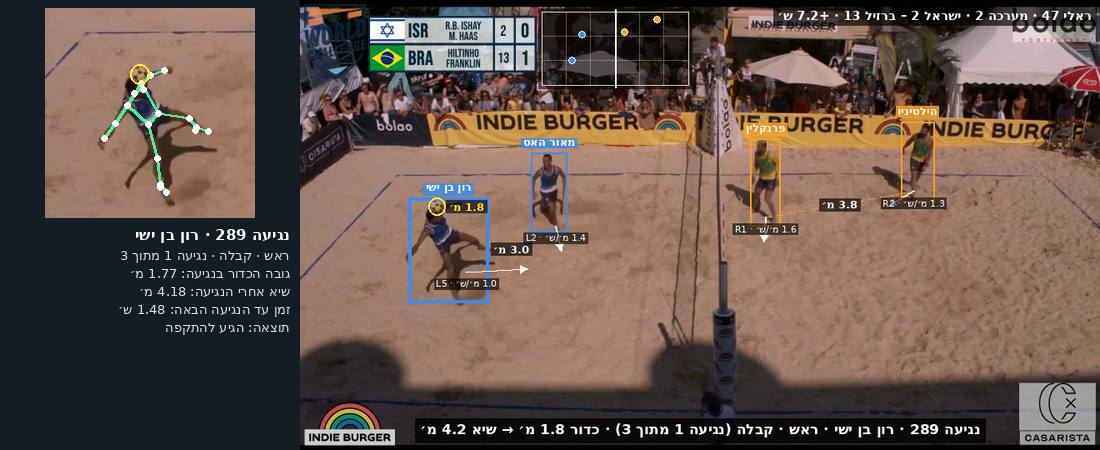 נגיעה 289 · רון בן ישי
ראש · קבלה · נגיעה 1 מתוך 3
גובה הכדור בנגיעה: 1.77 מ׳
שיא אחרי הנגיעה: 4.18 מ׳
זמן עד הנגיעה הבאה: 1.48 ש׳
תוצאה: הגיע להתקפה
ראלי 47 · מערכה 2 · ישראל 2 - ברזיל 13 · +7.2 ש׳
ISR R.B. ISHAY M. HAAS 2 0
BRA HILTINHO FRANKLIN 13 1
INDIE BURGER
bolao
bolao
INDIE BURGER
INDIE BURGER
CASARISTA
הילטיניו
פרנקלין
מאור האס
רון בן ישי
1.8 מ׳
3.8 מ׳
3.0 מ׳
R2 · 1.3 מ׳/ש׳
R1 · 1.6 מ׳/ש׳
L2 · 1.4 מ׳/ש׳
L5 · 1.0 מ׳/ש׳
נגיעה 289 · רון בן ישי · ראש · קבלה (נגיעה 1 מתוך 3) · כדור 1.8 מ׳ → שיא 4.2 מ׳
INDIE BURGER
CASARISTA